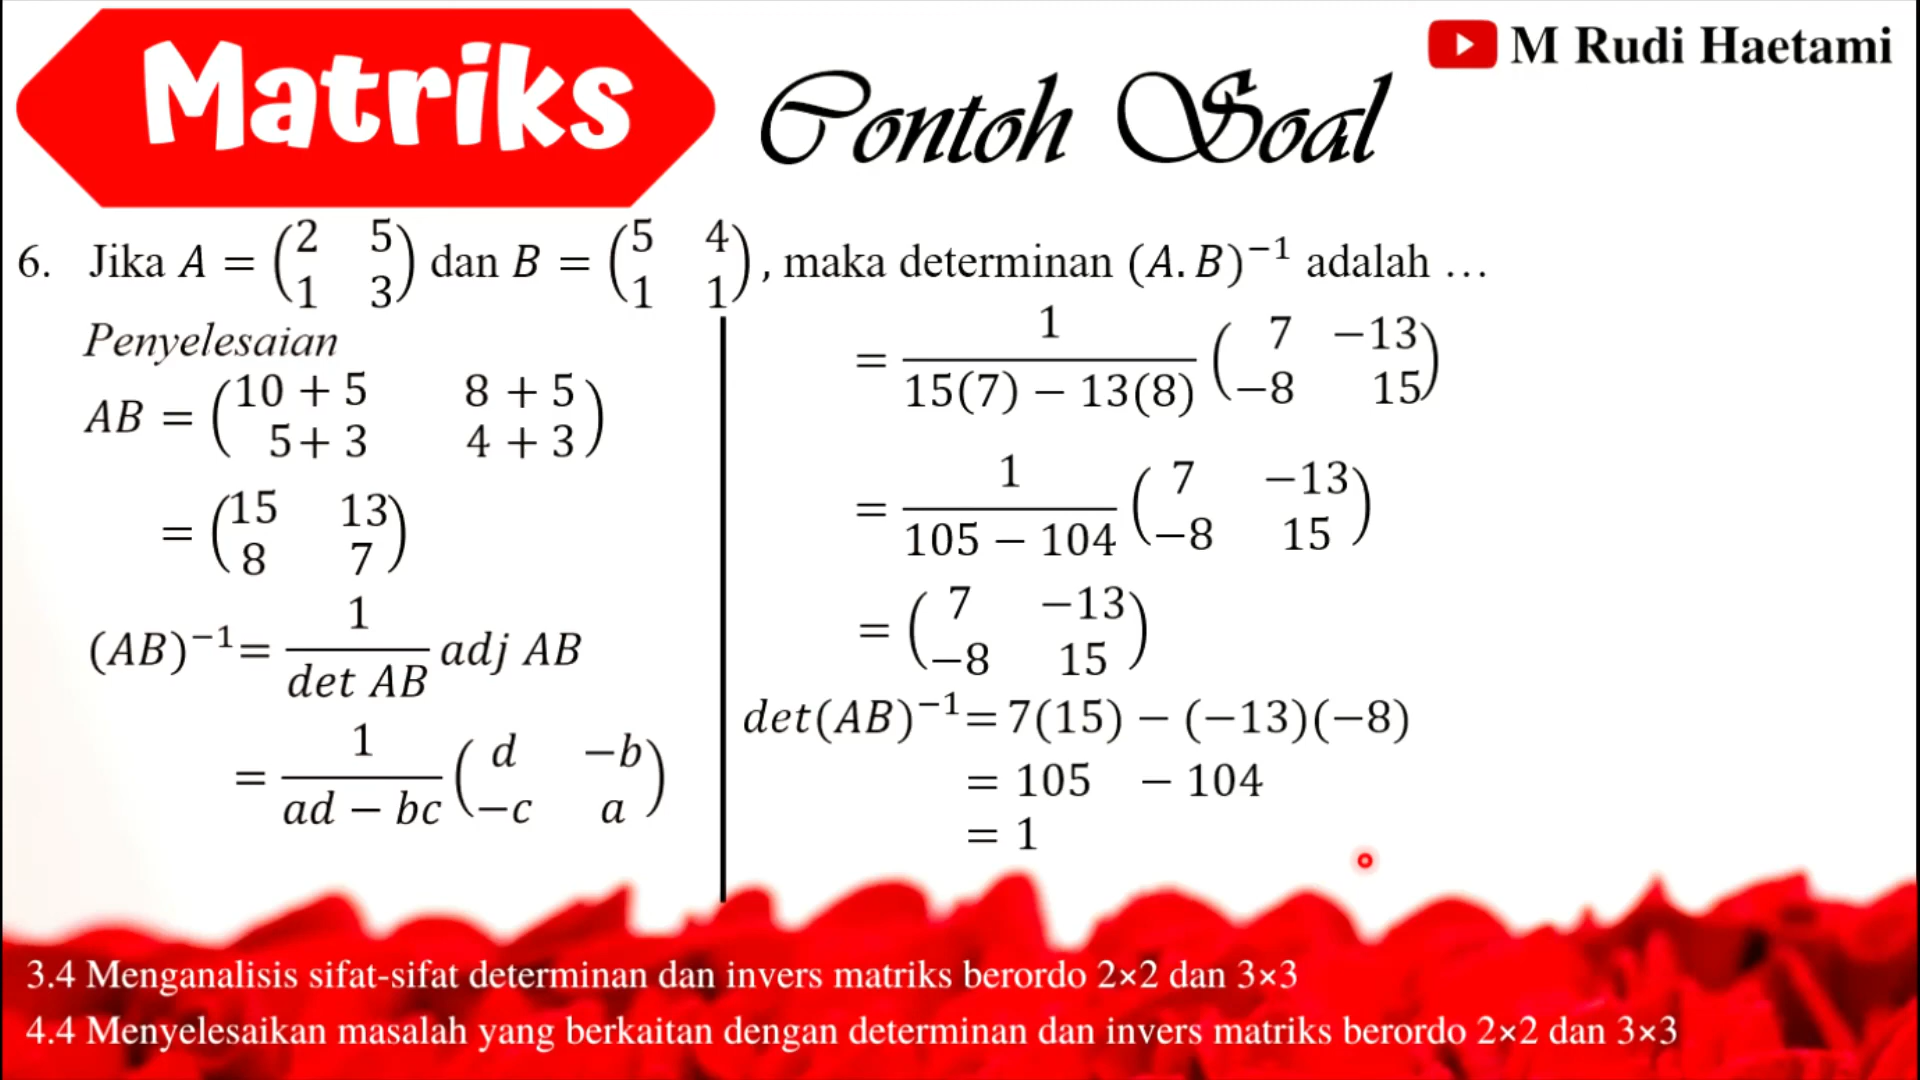 Matriks
Contoh Soal
M Rudi Haetami
6. Jika A = (2 5
1 3) dan B = (5 4
1 1), maka determinan (A.B)⁻¹ adalah …
Penyelesaian
AB = (10 + 5 8 + 5
5+ 3 4 + 3)
= (15 13
8 7)
(AB)⁻¹= 1/det AB adj AB
= 1/ad − bc (d −b
−c a)
= 1/15(7) − 13(8) (7 −13
−8 15)
= 1/105 − 104 (7 −13
−8 15)
= (7 −13
−8 15)
det(AB)⁻¹= 7(15) − (−13)(−8)
= 105 − 104
= 1
3.4 Menganalisis sifat-sifat determinan dan invers matriks berordo 2×2 dan 3×3
4.4 Menyelesaikan masalah yang berkaitan dengan determinan dan invers matriks berordo 2×2 dan 3×3